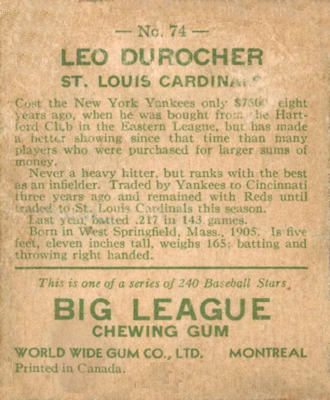 — No. 74 —
LEO DUROCHER
ST. LOUIS CARDINALS
Cost the New York Yankees only $7500 eight
years ago, when he was bought from the Hart-
ford Club in the Eastern League, but has made
a better showing since that time than many
players who were purchased for larger sums of
money.
Never a heavy hitter, but ranks with the best
as an infielder. Traded by Yankees to Cincinnati
three years ago and remained with Reds until
traded to St. Louis Cardinals this season.
Last year batted .217 in 143 games.
Born in West Springfield, Mass., 1905. Is five
feet, eleven inches tall, weighs 165; batting and
throwing right handed.
This is one of a series of 240 Baseball Stars
BIG LEAGUE
CHEWING GUM
WORLD WIDE GUM CO., LTD. MONTREAL
Printed in Canada.